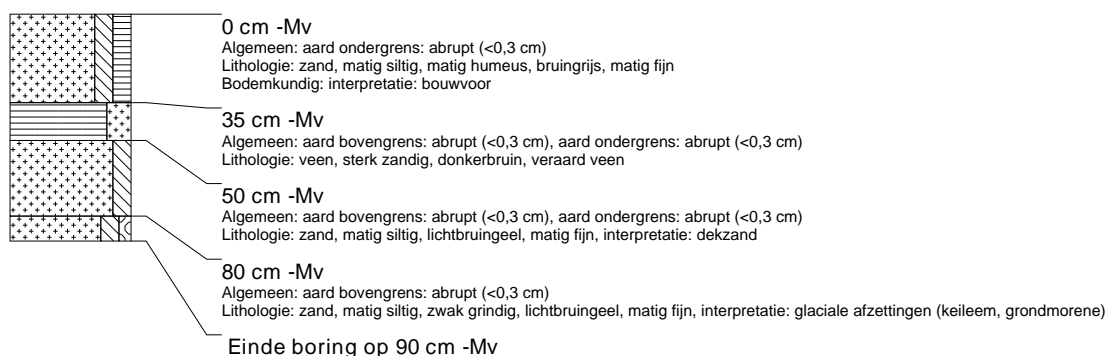 0 cm -Mv
Algemeen: aard ondergrens: abrupt (<0,3 cm)
Lithologie: zand, matig siltig, matig humeus, bruingrijs, matig fijn
Bodemkundig: interpretatie: bouwvoor
35 cm -Mv
Algemeen: aard bovengrens: abrupt (<0,3 cm), aard ondergrens: abrupt (<0,3 cm)
Lithologie: veen, sterk zandig, donkerbruin, veraard veen
50 cm -Mv
Algemeen: aard bovengrens: abrupt (<0,3 cm), aard ondergrens: abrupt (<0,3 cm)
Lithologie: zand, matig siltig, lichtbruingeel, matig fijn, interpretatie: dekzand
80 cm -Mv
Algemeen: aard bovengrens: abrupt (<0,3 cm)
Lithologie: zand, matig siltig, zwak grindig, lichtbruingeel, matig fijn, interpretatie: glaciale afzettingen (keileem, grondmorene)
Einde boring op 90 cm -Mv